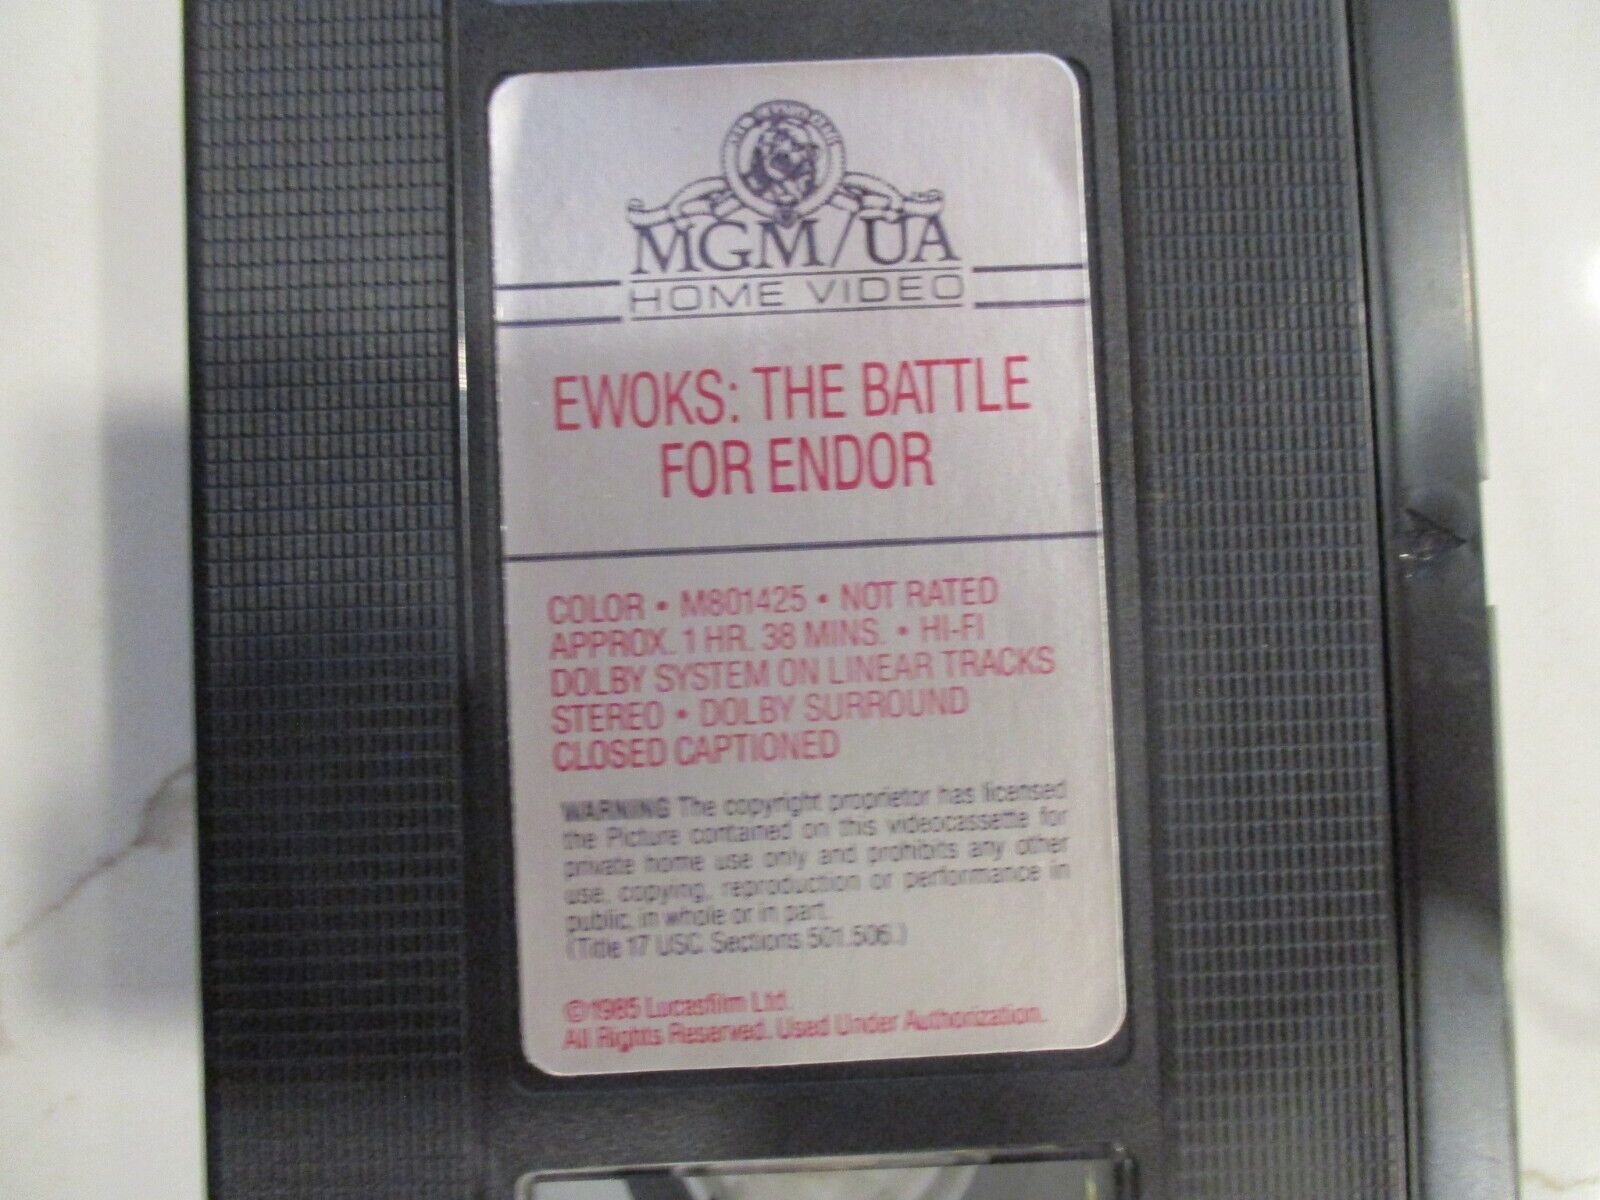 MGM/UA
HOME VIDEO
EWOKS: THE BATTLE
FOR ENDOR
COLOR • M801425 • NOT RATED
APPROX. 1 HR. 38 MINS. • HI-FI
DOLBY SYSTEM ON LINEAR TRACKS
STEREO • DOLBY SURROUND
CLOSED CAPTIONED
WARNING The copyright proprietor has licensed
the Picture contained on this videocassette for
private home use only and prohibits any other
use, copying, reproduction or performance in
public, in whole or in part.
(Title 17 USC Sections 501.506.)
©1985 Lucasfilm Ltd.
All Rights Reserved. Used Under Authorization.